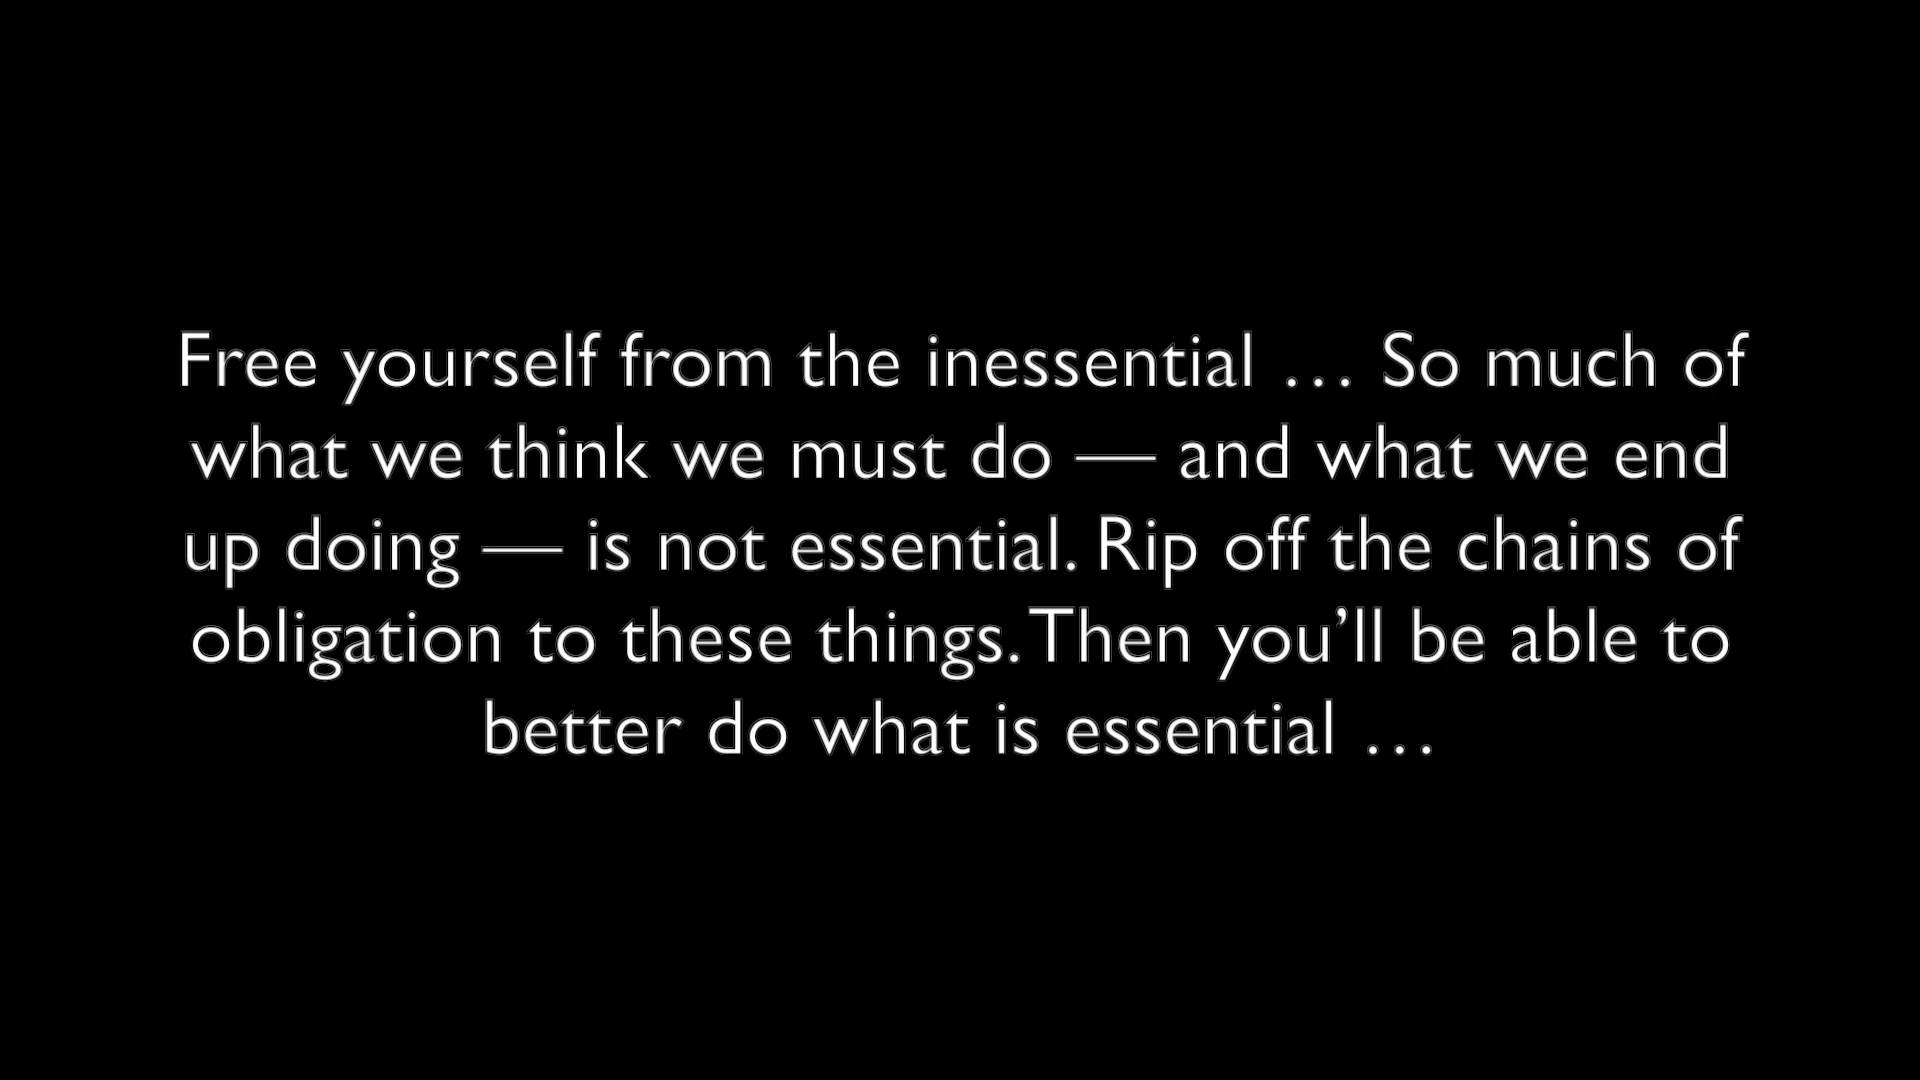 Free yourself from the inessential … So much of
what we think we must do — and what we end
up doing — is not essential. Rip off the chains of
obligation to these things. Then you’ll be able to
better do what is essential …